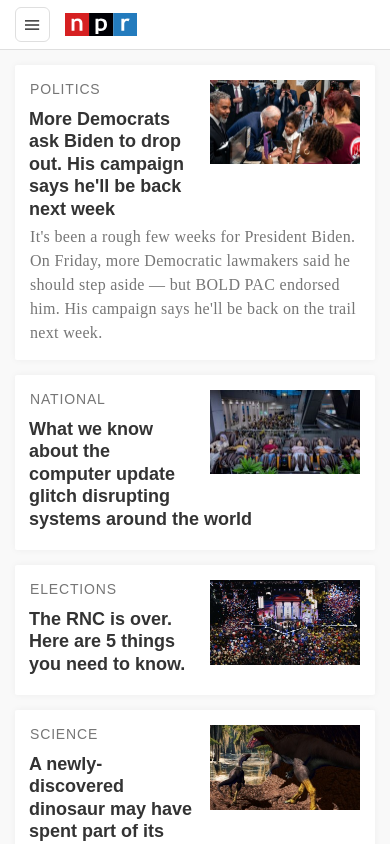 npr
POLITICS
More Democrats
ask Biden to drop
out. His campaign
says he'll be back
next week
It's been a rough few weeks for President Biden.
On Friday, more Democratic lawmakers said he
should step aside — but BOLD PAC endorsed
him. His campaign says he'll be back on the trail
next week.
NATIONAL
What we know
about the
computer update
glitch disrupting
systems around the world
ELECTIONS
The RNC is over.
Here are 5 things
you need to know.
SCIENCE
A newly-
discovered
dinosaur may have
spent part of its